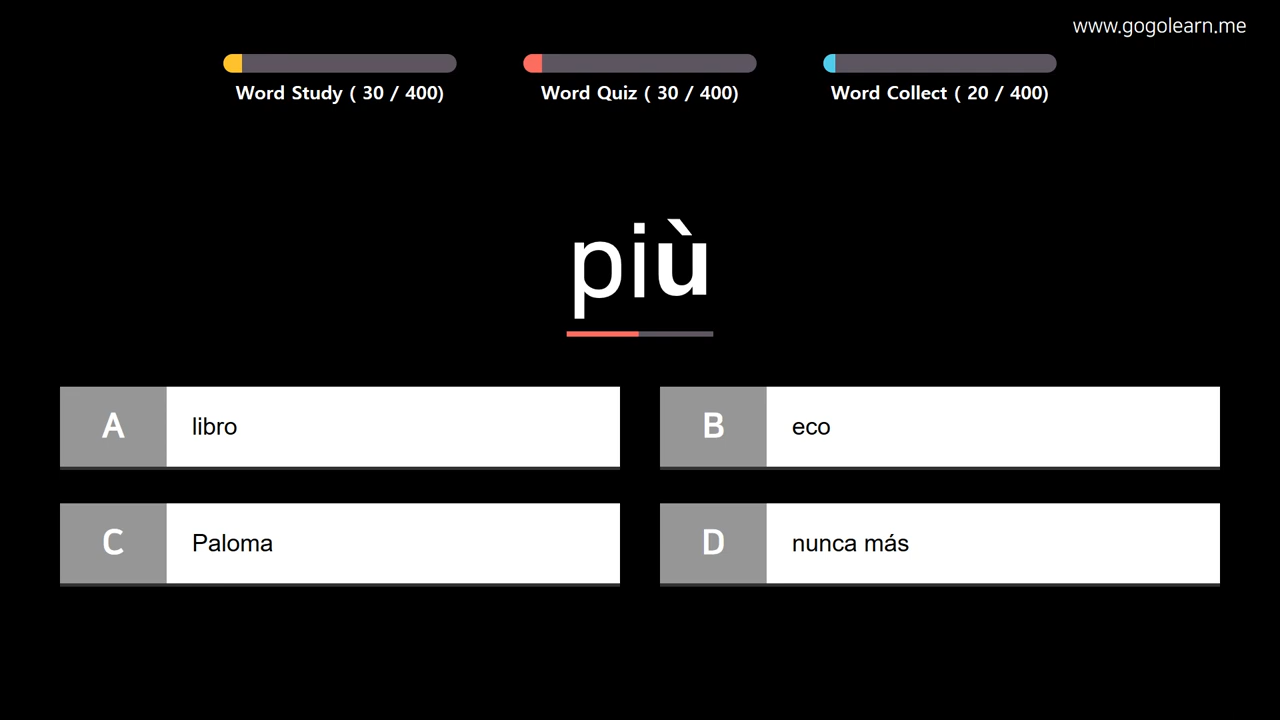 www.gogolearn.me
Word Study ( 30 / 400)
Word Quiz ( 30 / 400)
Word Collect ( 20 / 400)
più
A libro
B eco
C Paloma
D nunca más